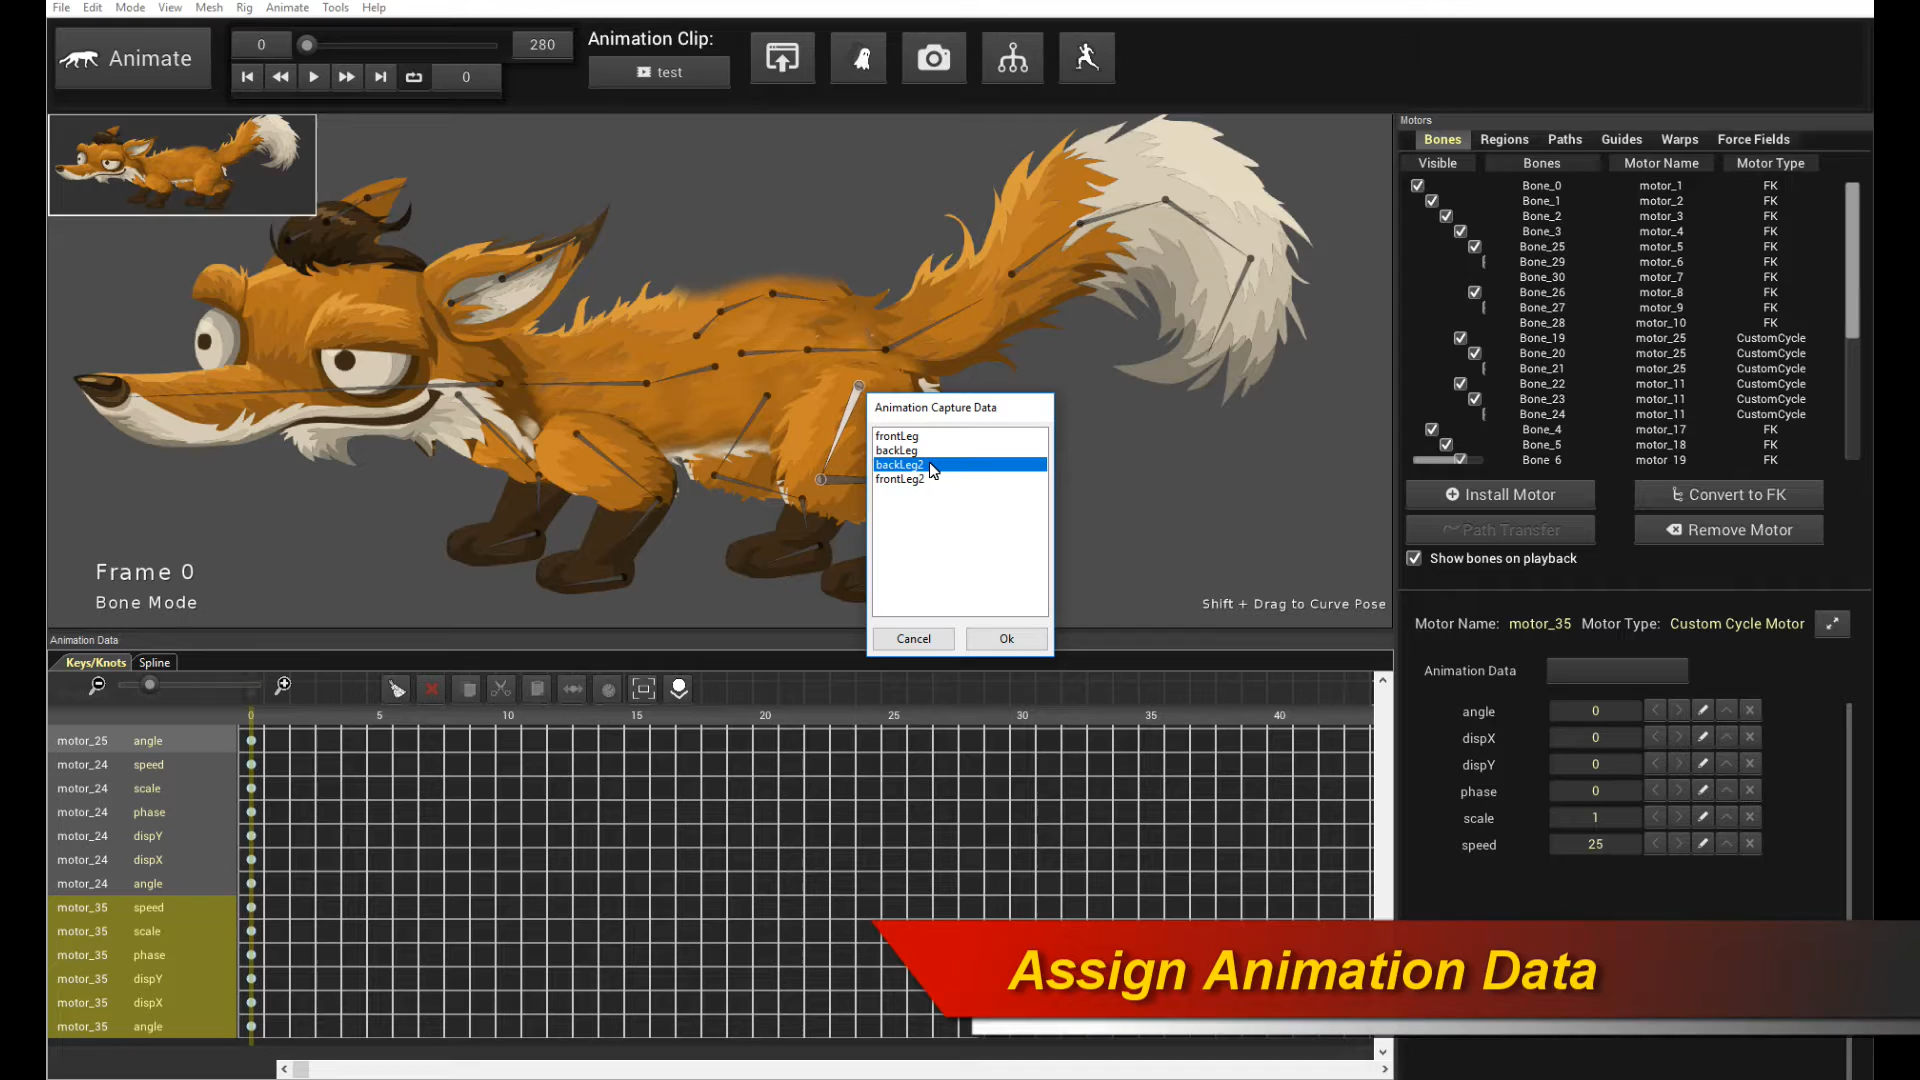 File Edit Mode View Mesh Rig Animate Tools Help
Animate
0 280
0
Animation Clip:
test
Frame 0
Bone Mode
Shift + Drag to Curve Pose
Animation Capture Data
frontLeg
backLeg
backLeg2
frontLeg2
Cancel Ok
Motors
Bones Regions Paths Guides Warps Force Fields
Visible Bones Motor Name Motor Type
Bone_0 motor_1 FK
Bone_1 motor_2 FK
Bone_2 motor_3 FK
Bone_3 motor_4 FK
Bone_25 motor_5 FK
Bone_29 motor_6 FK
Bone_30 motor_7 FK
Bone_26 motor_8 FK
Bone_27 motor_9 FK
Bone_28 motor_10 FK
Bone_19 motor_25 CustomCycle
Bone_20 motor_25 CustomCycle
Bone_21 motor_25 CustomCycle
Bone_22 motor_11 CustomCycle
Bone_23 motor_11 CustomCycle
Bone_24 motor_11 CustomCycle
Bone_4 motor_17 FK
Bone_5 motor_18 FK
Bone_6 motor_19 FK
Install Motor Convert to FK
Path Transfer Remove Motor
Show bones on playback
Motor Name: motor_35 Motor Type: Custom Cycle Motor
Animation Data
angle 0
dispX 0
dispY 0
phase 0
scale 1
speed 25
Animation Data
Keys/Knots Spline
0 5 10 15 20 25 30 35 40
motor_25 angle
motor_24 speed
motor_24 scale
motor_24 phase
motor_24 dispY
motor_24 dispX
motor_24 angle
motor_35 speed
motor_35 scale
motor_35 phase
motor_35 dispY
motor_35 dispX
motor_35 angle
Assign Animation Data